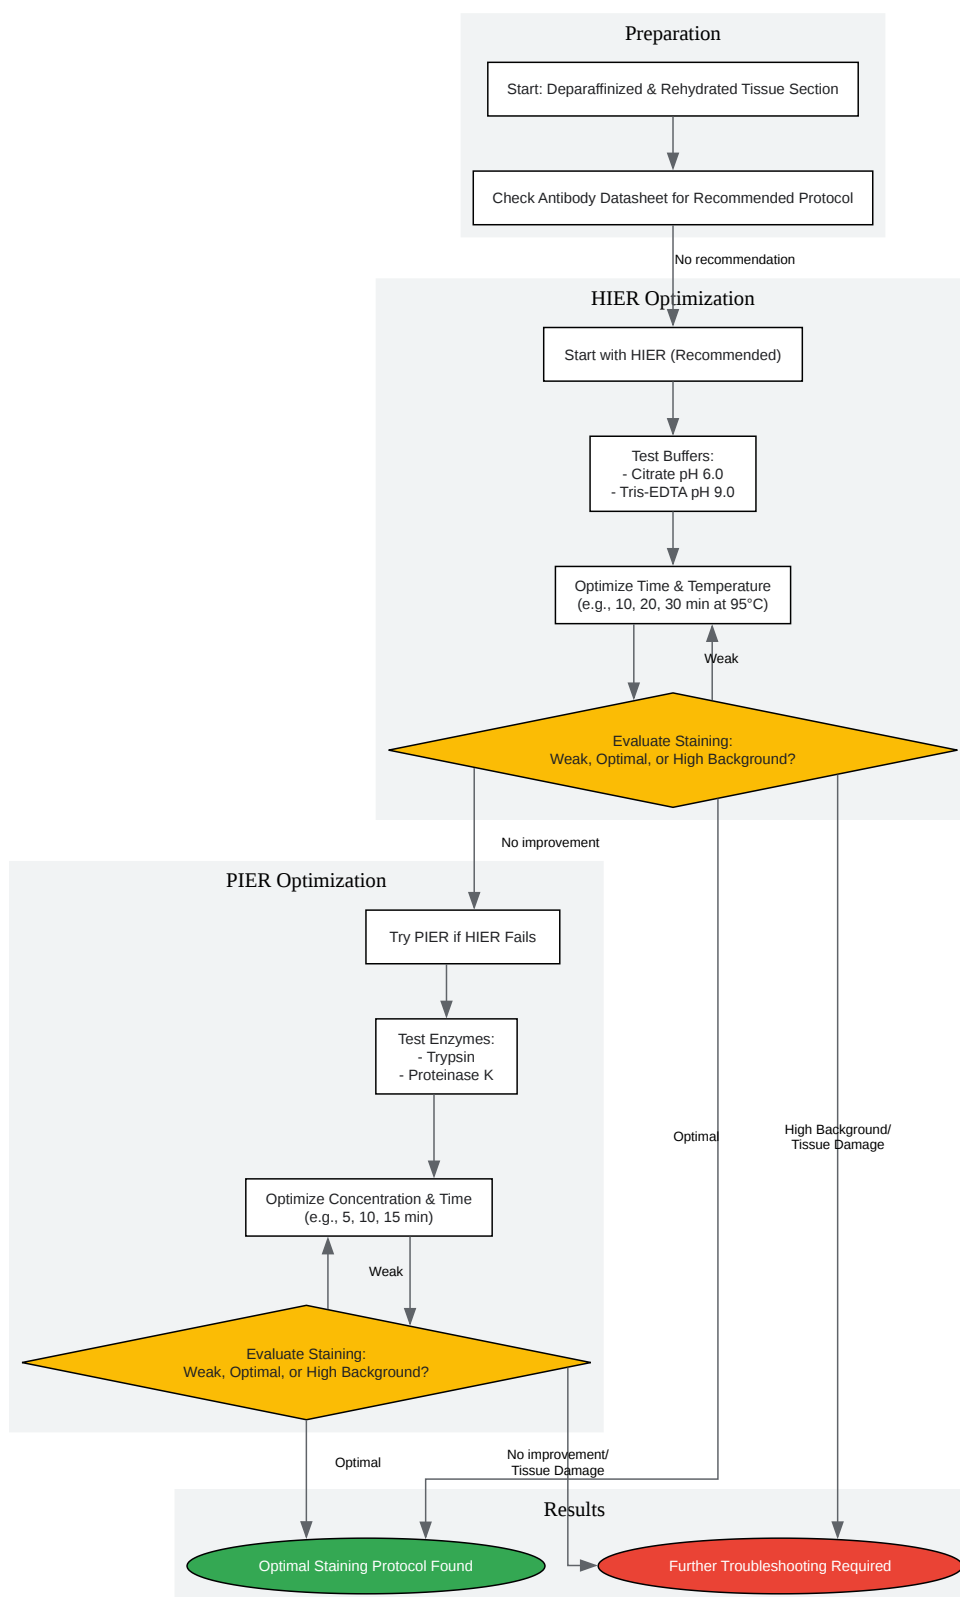 Preparation
Start: Deparaffinized & Rehydrated Tissue Section
Check Antibody Datasheet for Recommended Protocol
No recommendation
HIER Optimization
Start with HIER (Recommended)
Test Buffers:
- Citrate pH 6.0
- Tris-EDTA pH 9.0
Optimize Time & Temperature
(e.g., 10, 20, 30 min at 95°C)
Weak
Evaluate Staining:
Weak, Optimal, or High Background?
No improvement
PIER Optimization
Try PIER if HIER Fails
Test Enzymes:
- Trypsin
- Proteinase K
Optimal
High Background/
Tissue Damage
Optimize Concentration & Time
(e.g., 5, 10, 15 min)
Weak
Evaluate Staining:
Weak, Optimal, or High Background?
Optimal
No improvement/
Tissue Damage
Results
Optimal Staining Protocol Found
Further Troubleshooting Required